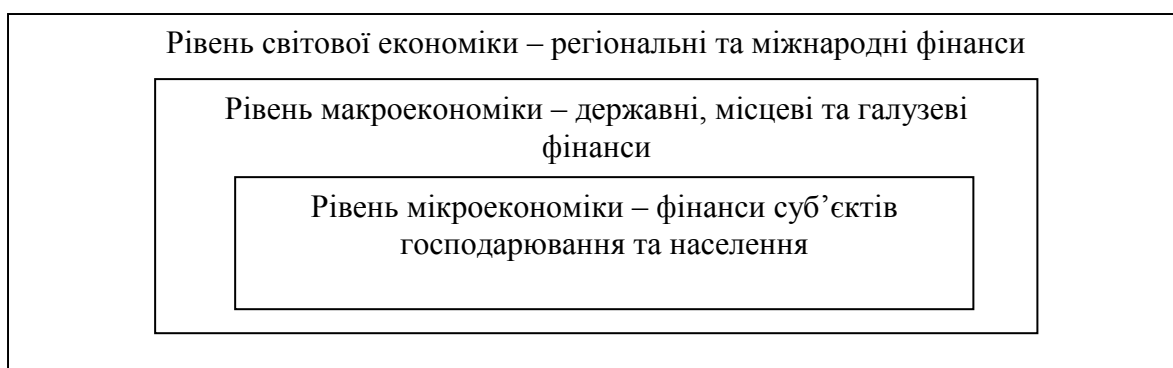 Рівень світової економіки – регіональні та міжнародні фінанси
Рівень макроекономіки – державні, місцеві та галузеві
фінанси
Рівень мікроекономіки – фінанси суб’єктів
господарювання та населення